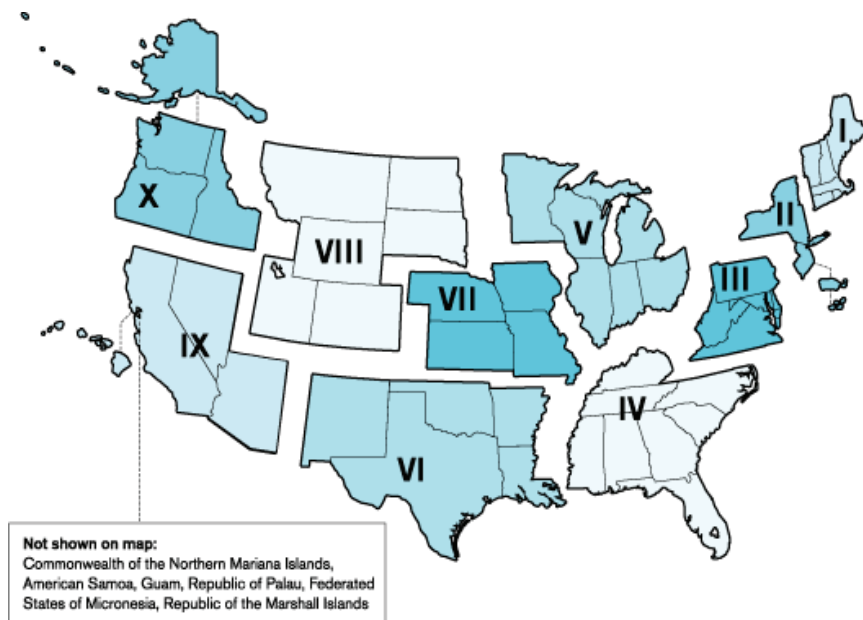 I
II
X
V
VIII
III
VII
IX
IV
VI
Not shown on map:
Commonwealth of the Northern Mariana Islands,
American Samoa, Guam, Republic of Palau, Federated
States of Micronesia, Republic of the Marshall Islands